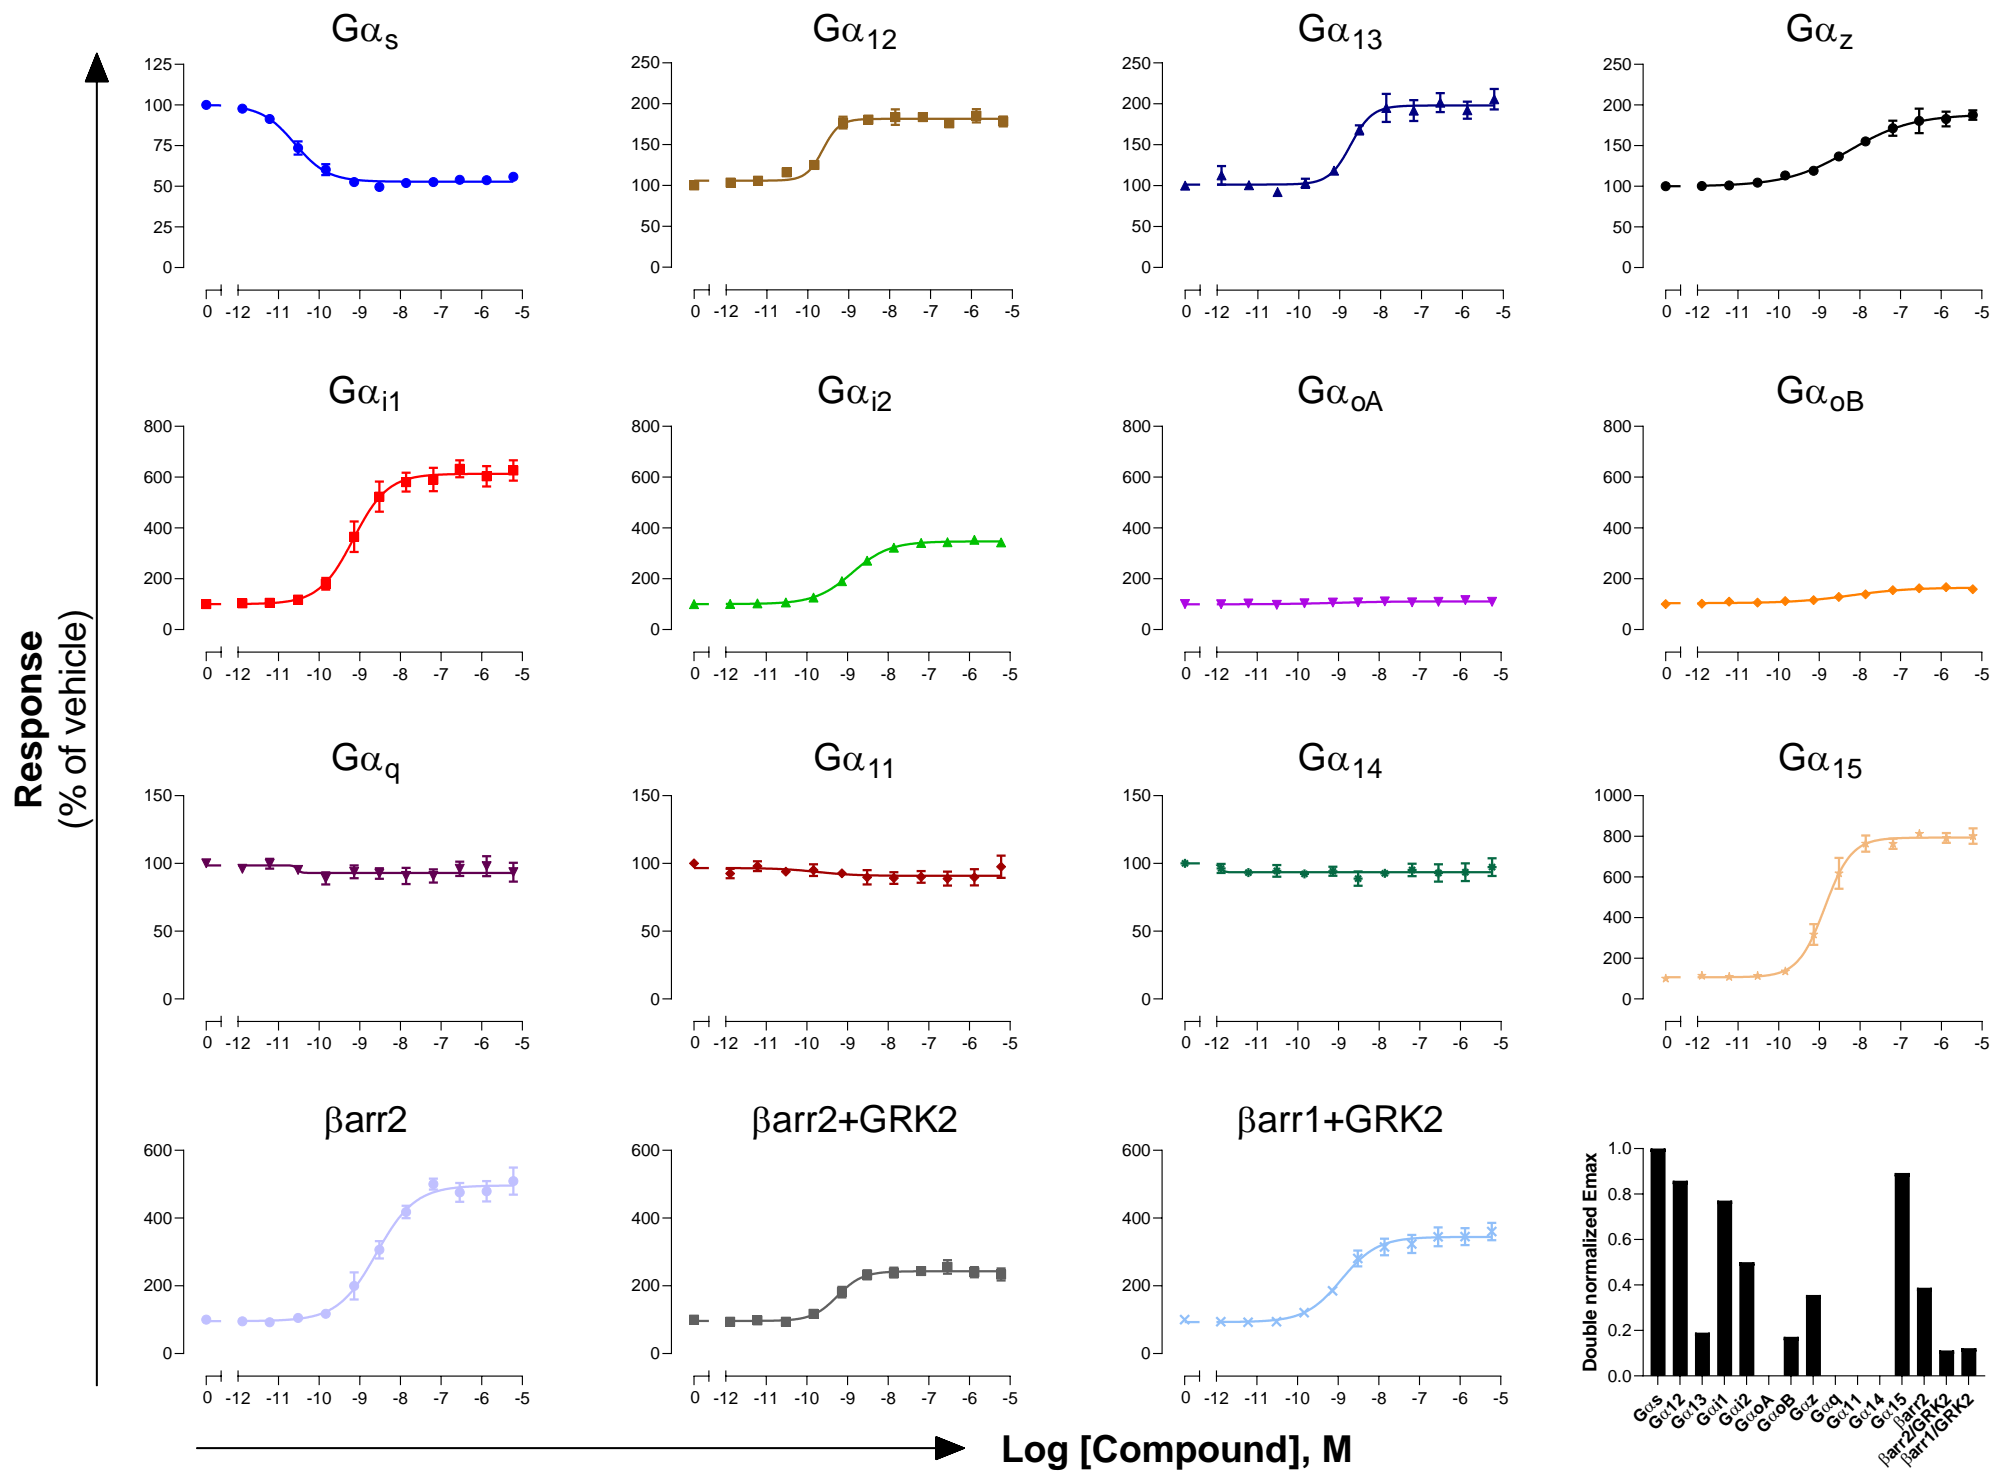 Gαs Gα12 Gα13 Gαz
125 250 250 250
100 200 200 200
75 150 150 150
50 100 100 100
25 50 50 50
0 0 0 0
0 -12 -11 -10 -9 -8 -7 -6 -5 0 -12 -11 -10 -9 -8 -7 -6 -5 0 -12 -11 -10 -9 -8 -7 -6 -5 0 -12 -11 -10 -9 -8 -7 -6 -5
Gαi1 Gαi2 GαoA GαoB
800 800 800 800
600 600 600 600
400 400 400 400
200 200 200 200
0 0 0 0
0 -12 -11 -10 -9 -8 -7 -6 -5 0 -12 -11 -10 -9 -8 -7 -6 -5 0 -12 -11 -10 -9 -8 -7 -6 -5 0 -12 -11 -10 -9 -8 -7 -6 -5
Response
(% of vehicle)
Gαq Gα11 Gα14 Gα15
150 150 150 1000
100 100 100 800
50 50 50 600
0 0 0 400
200
0
0 -12 -11 -10 -9 -8 -7 -6 -5 0 -12 -11 -10 -9 -8 -7 -6 -5 0 -12 -11 -10 -9 -8 -7 -6 -5 0 -12 -11 -10 -9 -8 -7 -6 -5
βarr2 βarr2+GRK2 βarr1+GRK2
600 600 600
400 400 400
200 200 200
0 0 0
0 -12 -11 -10 -9 -8 -7 -6 -5 0 -12 -11 -10 -9 -8 -7 -6 -5 0 -12 -11 -10 -9 -8 -7 -6 -5
Double normalized Emax
1.0
0.8
0.6
0.4
0.2
0.0
Gαs Gα12 Gα13 Gαi1 Gαi2 GαoA GαoB Gαz Gαq Gα11 Gα14 Gα15 βarr2 βarr2/GRK2 βarr1/GRK2
Log [Compound], M